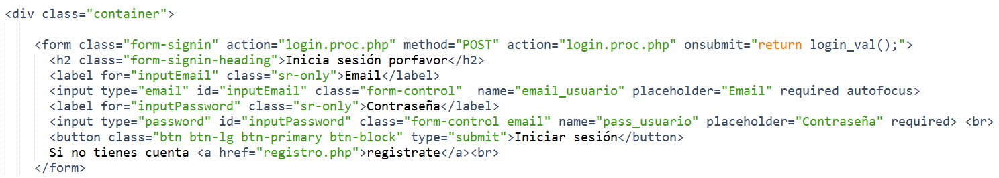 <div class="container">
<form class="form-signin" action="login.proc.php" method="POST" action="login.proc.php" onsubmit="return login_val();">
<h2 class="form-signin-heading">Inicia sesión porfavor</h2>
<label for="inputEmail" class="sr-only">Email</label>
<input type="email" id="inputEmail" class="form-control"  name="email_usuario" placeholder="Email" required autofocus>
<label for="inputPassword" class="sr-only">Contraseña</label>
<input type="password" id="inputPassword" class="form-control email" name="pass_usuario" placeholder="Contraseña" required> <br>
<button class="btn btn-lg btn-primary btn-block" type="submit">Iniciar sesión</button>
Si no tienes cuenta <a href="registro.php">registrate</a><br>
</form>